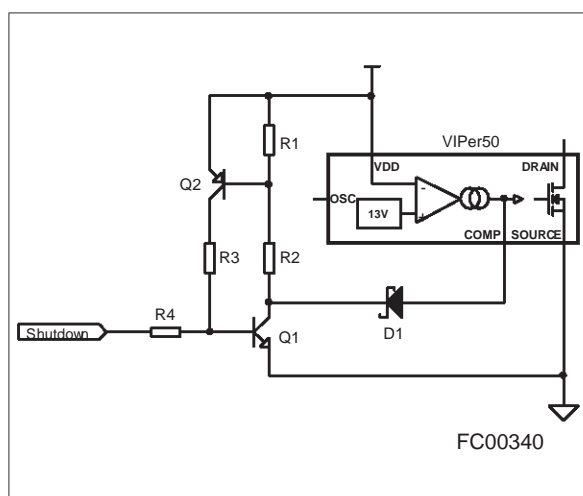 VIPer50
R1
VDD
DRAIN
Q2
OSC
-
13V
+
COMP SOURCE
R3
R2
R4
Shutdown
Q1
D1
FC00340